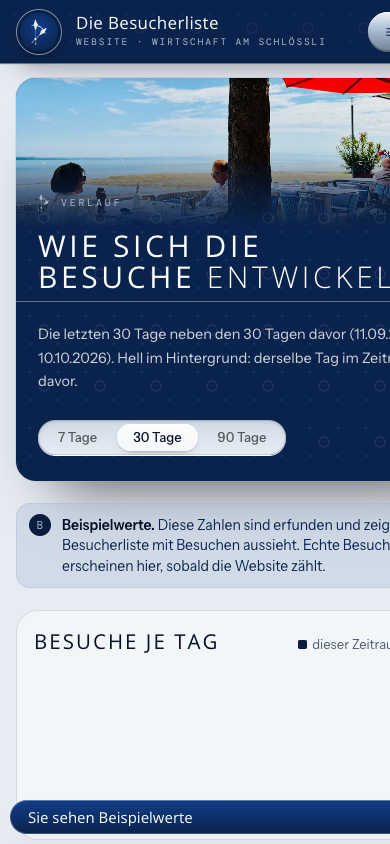 Die Besucherliste
WEBSITE · WIRTSCHAFT AM SCHLÖSSLI
VERLAUF
WIE SICH DIE
BESUCHE ENTWICKEL
Die letzten 30 Tage neben den 30 Tagen davor (11.09.
10.10.2026). Hell im Hintergrund: derselbe Tag im Zeitr
davor.
7 Tage 30 Tage 90 Tage
B Beispielwerte. Diese Zahlen sind erfunden und zeig
Besucherliste mit Besuchen aussieht. Echte Besuch
erscheinen hier, sobald die Website zählt.
BESUCHE JE TAG
dieser Zeitrau
Sie sehen Beispielwerte